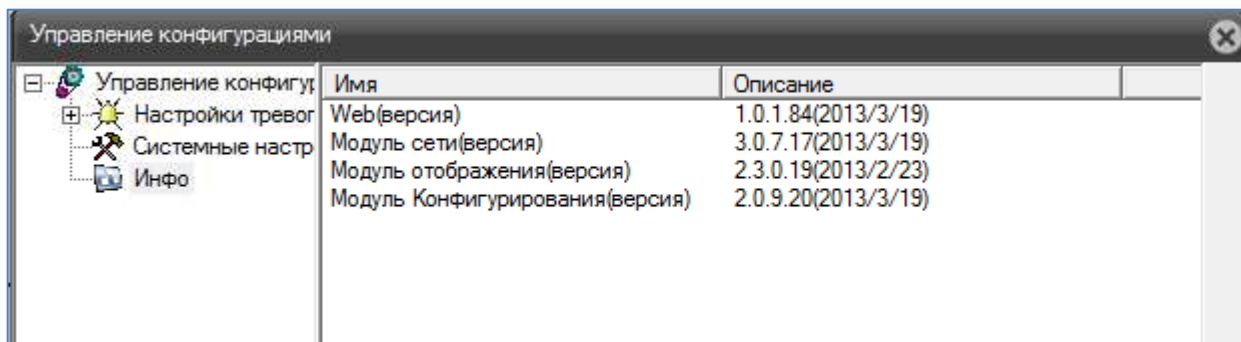 Управление конфигурациями
Управление конфигур
Настройки тревог
Системные настр
Инфо
Имя Описание
Web(версия) 1.0.1.84(2013/3/19)
Модуль сети(версия) 3.0.7.17(2013/3/19)
Модуль отображения(версия) 2.3.0.19(2013/2/23)
Модуль Конфигурирования(версия) 2.0.9.20(2013/3/19)